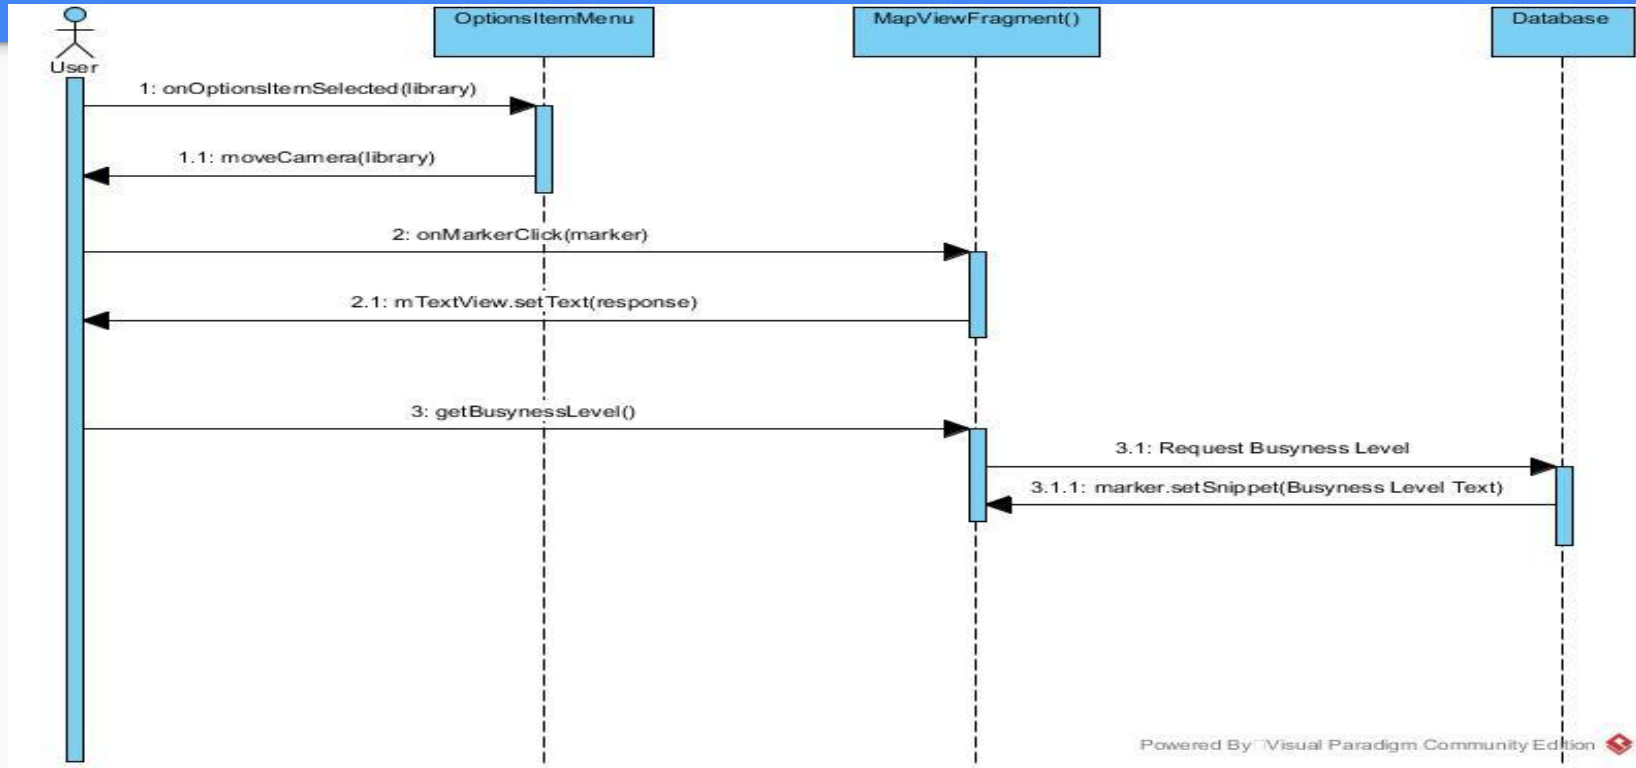 OptionsItemMenu
MapViewFragment()
Database
User
1: onOptionsItemSelected(library)
1.1: moveCamera(library)
2: onMarkerClick(marker)
2.1: mTextView.setText(response)
3: getBusynessLevel()
3.1: Request Busyness Level
3.1.1: marker.setSnippet(Busyness Level Text)
Powered By Visual Paradigm Community Edition